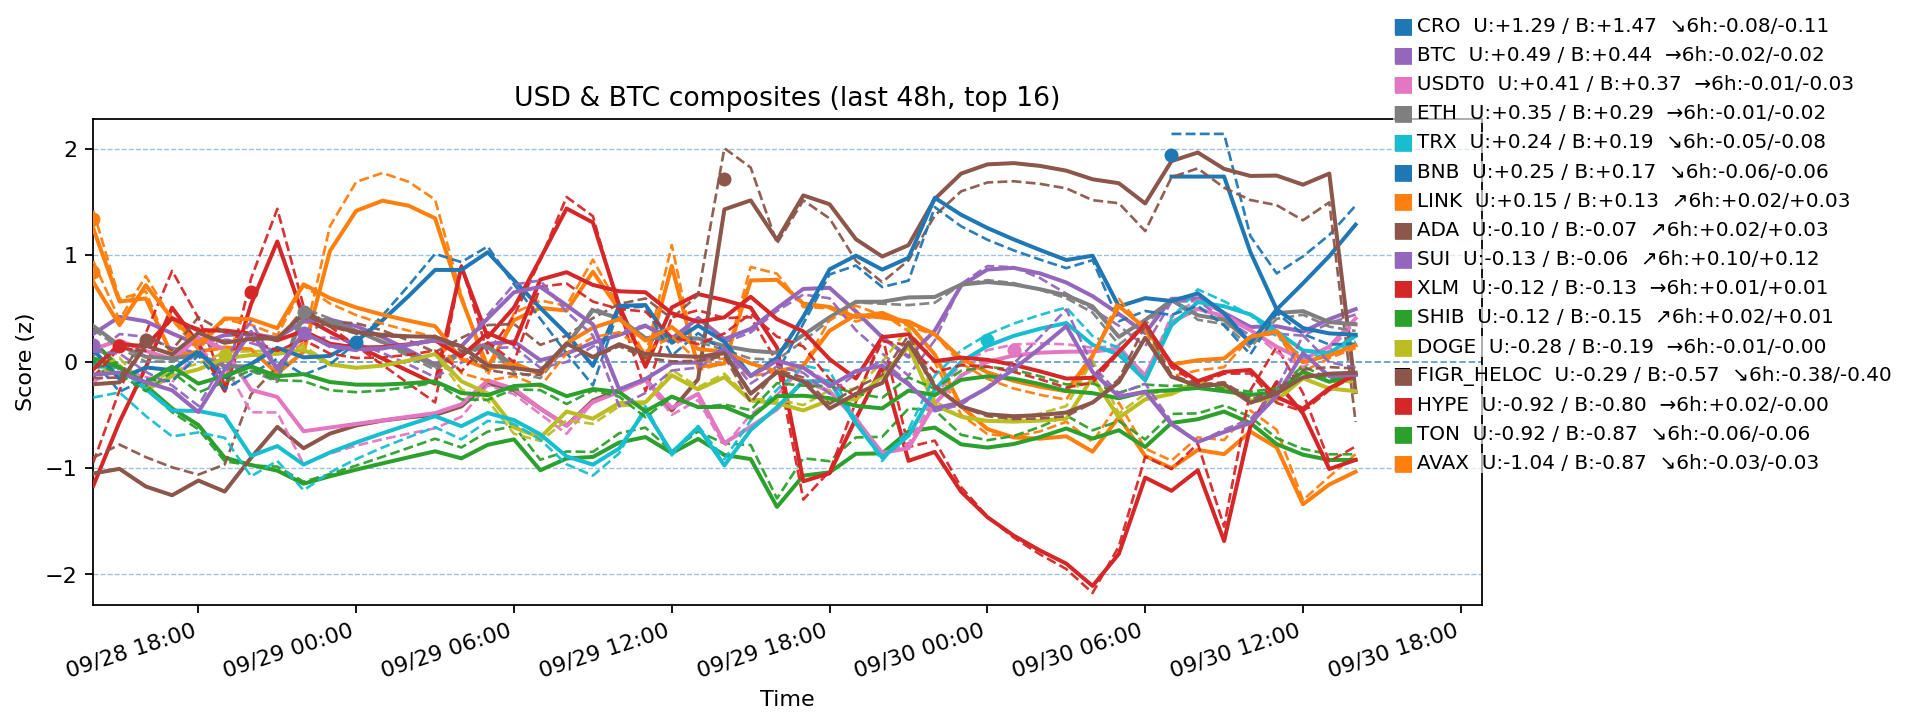 USD & BTC composites (last 48h, top 16)
CRO  U:+1.29 / B:+1.47  ↘6h:-0.08/-0.11
BTC  U:+0.49 / B:+0.44  →6h:-0.02/-0.02
USDT0  U:+0.41 / B:+0.37  →6h:-0.01/-0.03
ETH  U:+0.35 / B:+0.29  →6h:-0.01/-0.02
TRX  U:+0.24 / B:+0.19  ↘6h:-0.05/-0.08
BNB  U:+0.25 / B:+0.17  ↘6h:-0.06/-0.06
LINK  U:+0.15 / B:+0.13  ↗6h:+0.02/+0.03
ADA  U:-0.10 / B:-0.07  ↗6h:+0.02/+0.03
SUI  U:-0.13 / B:-0.06  ↗6h:+0.10/+0.12
XLM  U:-0.12 / B:-0.13  →6h:+0.01/+0.01
SHIB  U:-0.12 / B:-0.15  ↗6h:+0.02/+0.01
DOGE  U:-0.28 / B:-0.19  →6h:-0.01/-0.00
FIGR_HELOC  U:-0.29 / B:-0.57  ↘6h:-0.38/-0.40
HYPE  U:-0.92 / B:-0.80  →6h:+0.02/-0.00
TON  U:-0.92 / B:-0.87  ↘6h:-0.06/-0.06
AVAX  U:-1.04 / B:-0.87  ↘6h:-0.03/-0.03
Score (z)
2
1
0
−1
−2
09/28 18:00
09/29 00:00
09/29 06:00
09/29 12:00
09/29 18:00
09/30 00:00
09/30 06:00
09/30 12:00
09/30 18:00
Time